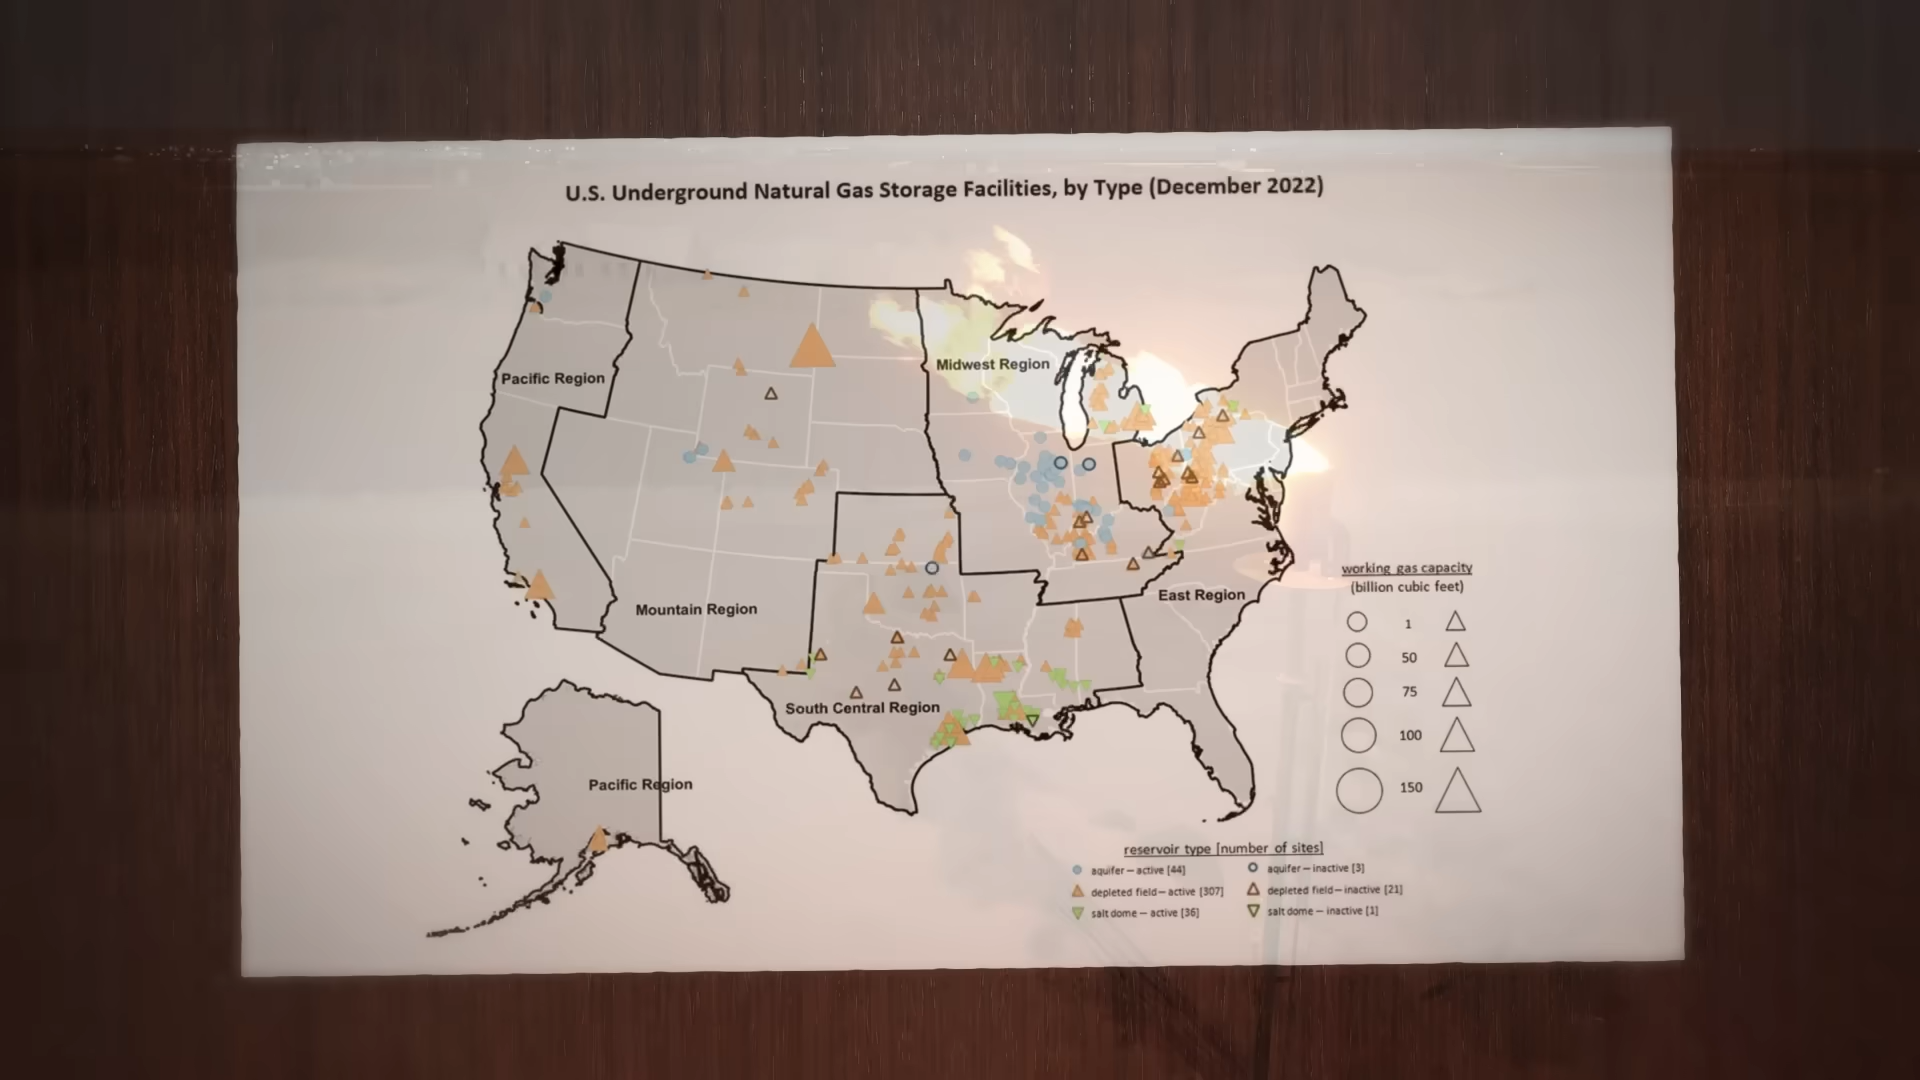 U.S. Underground Natural Gas Storage Facilities, by Type (December 2022)
Midwest Region
Pacific Region
Mountain Region
East Region
South Central Region
Pacific Region
working gas capacity
(billion cubic feet)
1
50
75
100
150
reservoir type [number of sites]
aquifer – active [44]
aquifer – inactive [3]
depleted field – active [307]
depleted field – inactive [21]
salt dome – active [36]
salt dome – inactive [1]